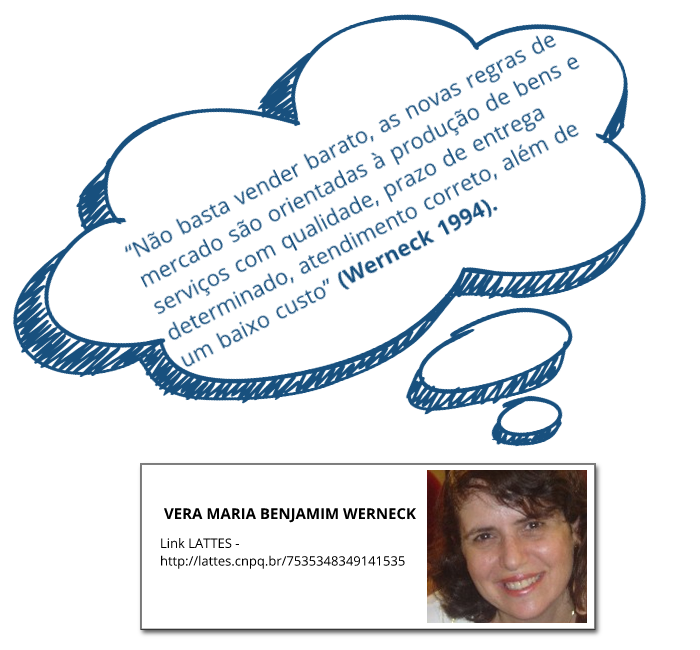 “Não basta vender barato, as novas regras de
mercado são orientadas à produção de bens e
serviços com qualidade, prazo de entrega
determinado, atendimento correto, além de
um baixo custo” (Werneck 1994).
VERA MARIA BENJAMIM WERNECK
Link LATTES -
http://lattes.cnpq.br/7535348349141535